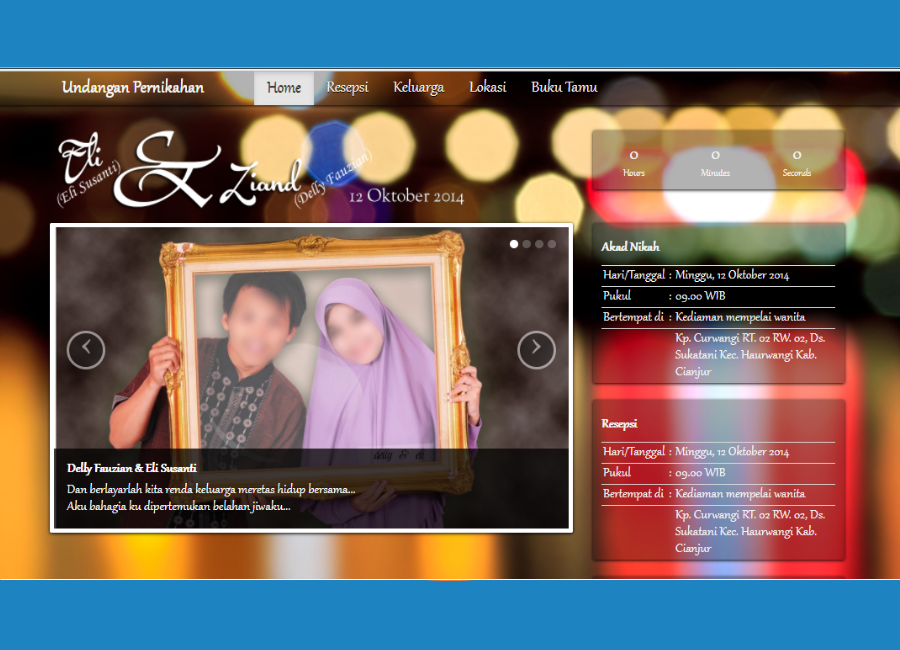 Undangan Pernikahan Home Resepsi Keluarga Lokasi Buku Tamu
Eli
(Eli Susanti)
&
Ziand
(Delly Fauzian)
12 Oktober 2014
0 0 0
Hours Minutes Seconds
Delly Fauzian & Eli Susanti
Dan berlayarlah kita renda keluarga meretas hidup bersama...
Aku bahagia ku dipertemukan belahan jiwaku...
Akad Nikah
Hari/Tanggal : Minggu, 12 Oktober 2014
Pukul : 09.00 WIB
Bertempat di : Kediaman mempelai wanita
Kp. Curwangi RT. 02 RW. 02, Ds.
Sukatani Kec. Haurwangi Kab.
Cianjur
Resepsi
Hari/Tanggal : Minggu, 12 Oktober 2014
Pukul : 09.00 WIB
Bertempat di : Kediaman mempelai wanita
Kp. Curwangi RT. 02 RW. 02, Ds.
Sukatani Kec. Haurwangi Kab.
Cianjur